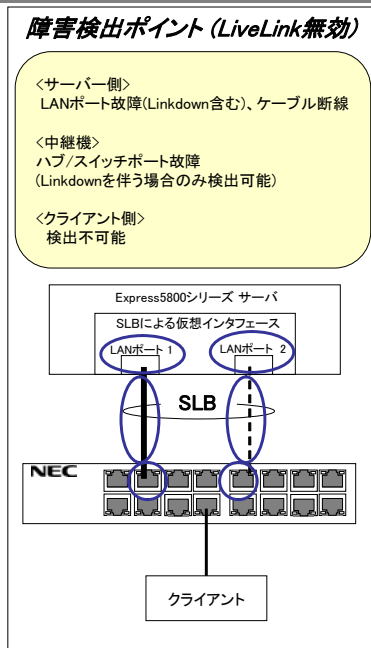 障害検出ポイント(LiveLink無効)
<サーバー側>
LANポート故障(Linkdown含む)、ケーブル断線
<中継機>
ハブ/スイッチポート故障
(Linkdownを伴う場合のみ検出可能)
<クライアント側>
検出不可能
Express5800シリーズ サーバ
SLBによる仮想インタフェース
LANポート 1
LANポート 2
SLB
NEC
クライアント